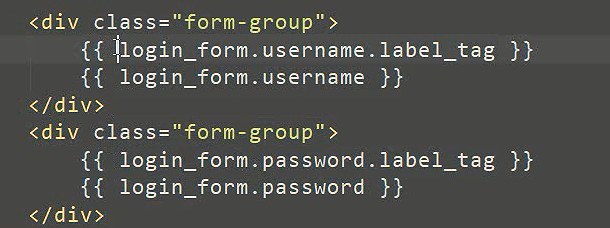 <div class="form-group">
{{ login_form.username.label_tag }}
{{ login_form.username }}
</div>
<div class="form-group">
{{ login_form.password.label_tag }}
{{ login_form.password }}
</div>